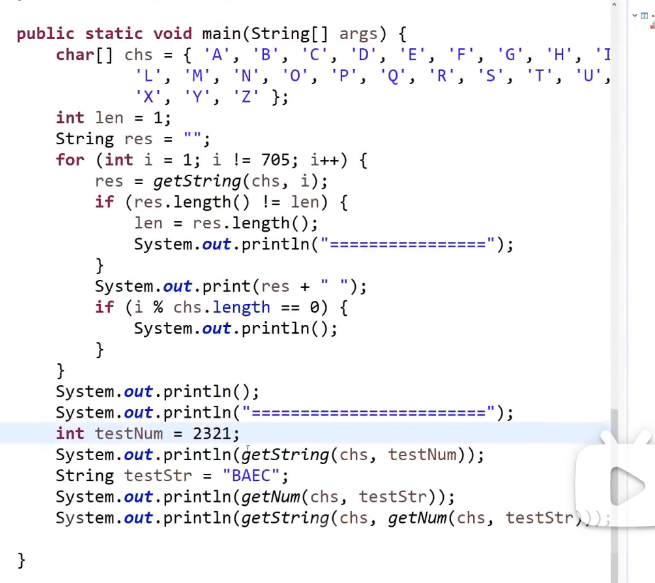 public static void main(String[] args) {
    char[] chs = { 'A', 'B', 'C', 'D', 'E', 'F', 'G', 'H', 'I
            'L', 'M', 'N', 'O', 'P', 'Q', 'R', 'S', 'T', 'U',
            'X', 'Y', 'Z' };
    int len = 1;
    String res = "";
    for (int i = 1; i != 705; i++) {
        res = getString(chs, i);
        if (res.length() != len) {
            len = res.length();
            System.out.println("================");
        }
        System.out.print(res + " ");
        if (i % chs.length == 0) {
            System.out.println();
        }
    }
    System.out.println();
    System.out.println("========================");
    int testNum = 2321;
    System.out.println(getString(chs, testNum));
    String testStr = "BAEC";
    System.out.println(getNum(chs, testStr));
    System.out.println(getString(chs, getNum(chs, testStr)));
}